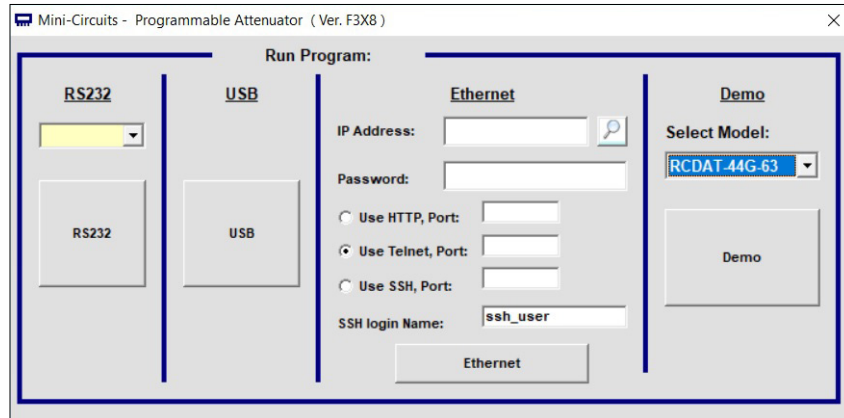 Mini-Circuits - Programmable Attenuator ( Ver. F3X8 )
Run Program:
RS232
RS232
USB
USB
Ethernet
IP Address:
Password:
Use HTTP, Port:
Use Telnet, Port:
Use SSH, Port:
SSH login Name: ssh_user
Ethernet
Demo
Select Model:
RCDAT-44G-63
Demo